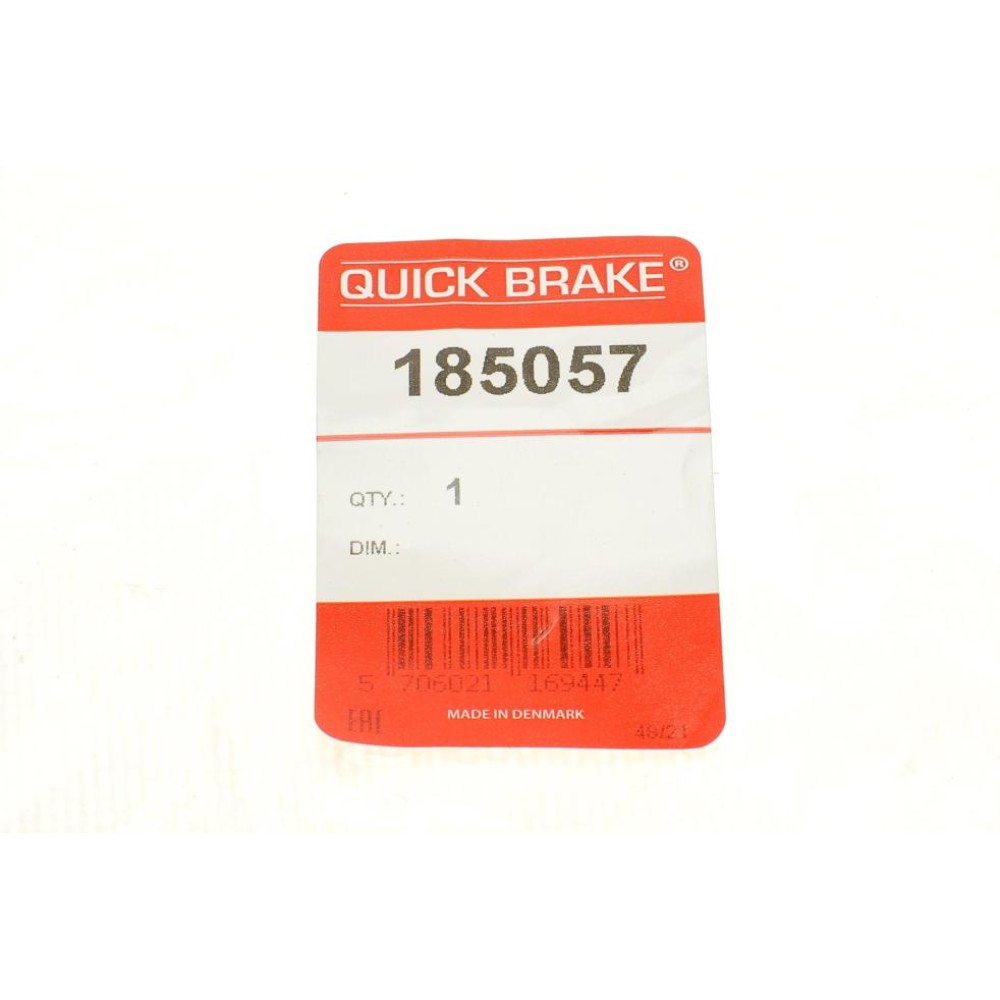 QUICK BRAKE®
185057
QTY.: 1
DIM.:
5 706021 169447
EAC
MADE IN DENMARK
48/21